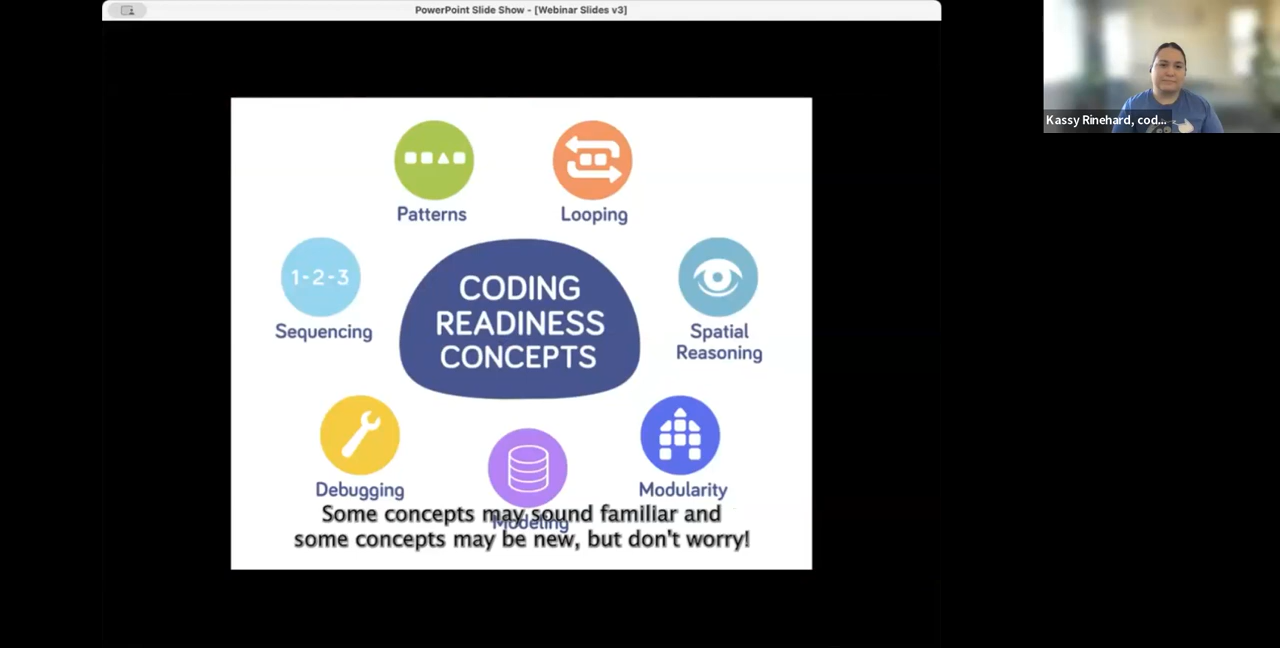 PowerPoint Slide Show - [Webinar Slides v3]
Kassy Rinehard, cod...
Patterns
Looping
1-2-3
Sequencing
CODING
READINESS
CONCEPTS
Spatial
Reasoning
Debugging
Modeling
Modularity
Some concepts may sound familiar and
some concepts may be new, but don't worry!